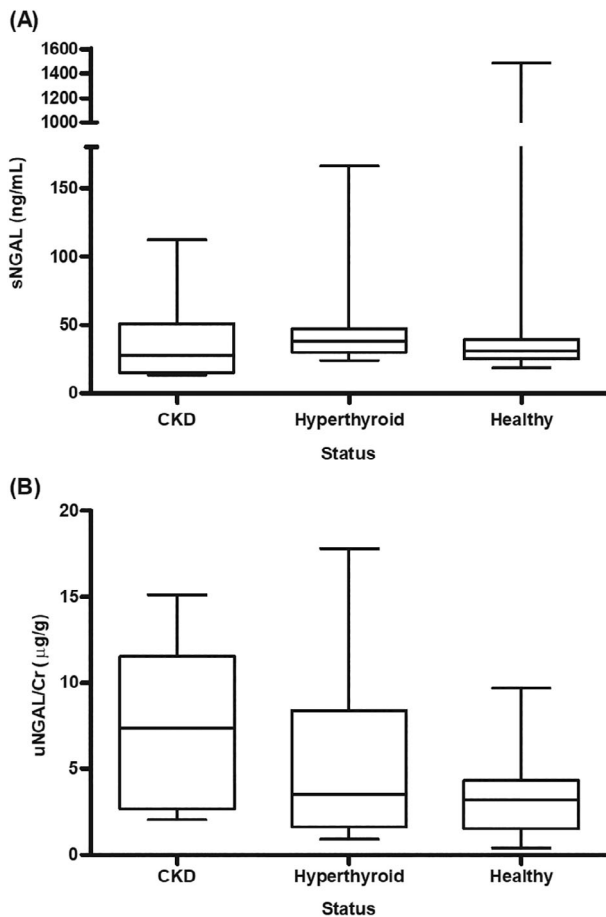 (A)
1600
1400
1200
1000
150
100
50
0
sNGAL (ng/mL)
CKD Hyperthyroid Healthy
Status
(B)
20
15
10
5
0
uNGAL/Cr (μg/g)
CKD Hyperthyroid Healthy
Status